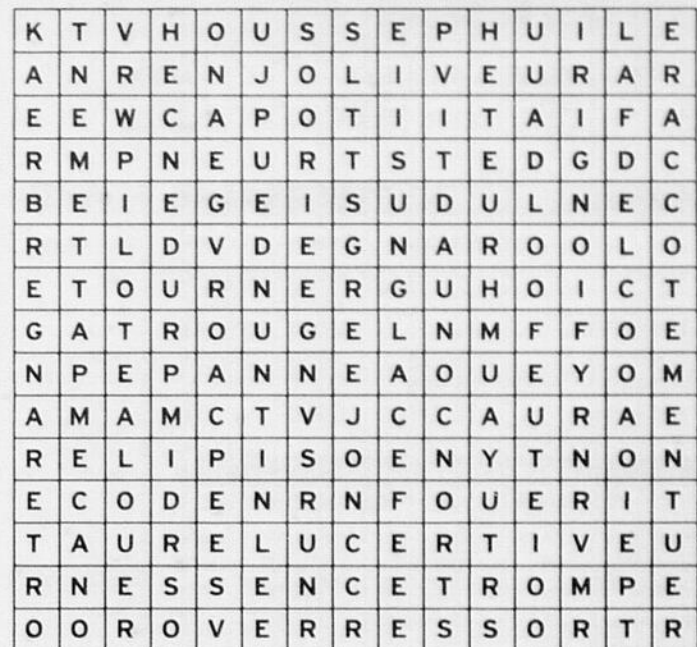 K T V H O U S S E P H U I L E
A N R E N J O L I V E U R A R
E E W C A P O T I I T A I F A
R M P N E U R T S T E D G D C
B E I E G E I S U D U L N E C
R T L D V D E G N A R O O L O
E T O U R N E R G U H O I C T
G A T R O U G E L N M F F O E
N P E P A N N E A O U E Y O M
A M A M C T V J C C A U R A E
R E L I P I S O E N Y T N O N
E C O D E N R N F O U E R I T
T A U R E L U C E R T I V E U
R N E S S E N C E T R O M P E
O O R O V E R R E S S O R T R